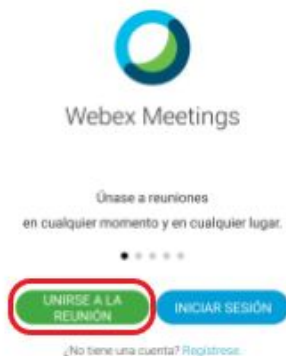 Webex Meetings
Únase a reuniones
en cualquier momento y en cualquier lugar.
UNIRSE A LA
REUNIÓN
INICIAR SESIÓN
¿No tiene una cuenta? Regístrese.